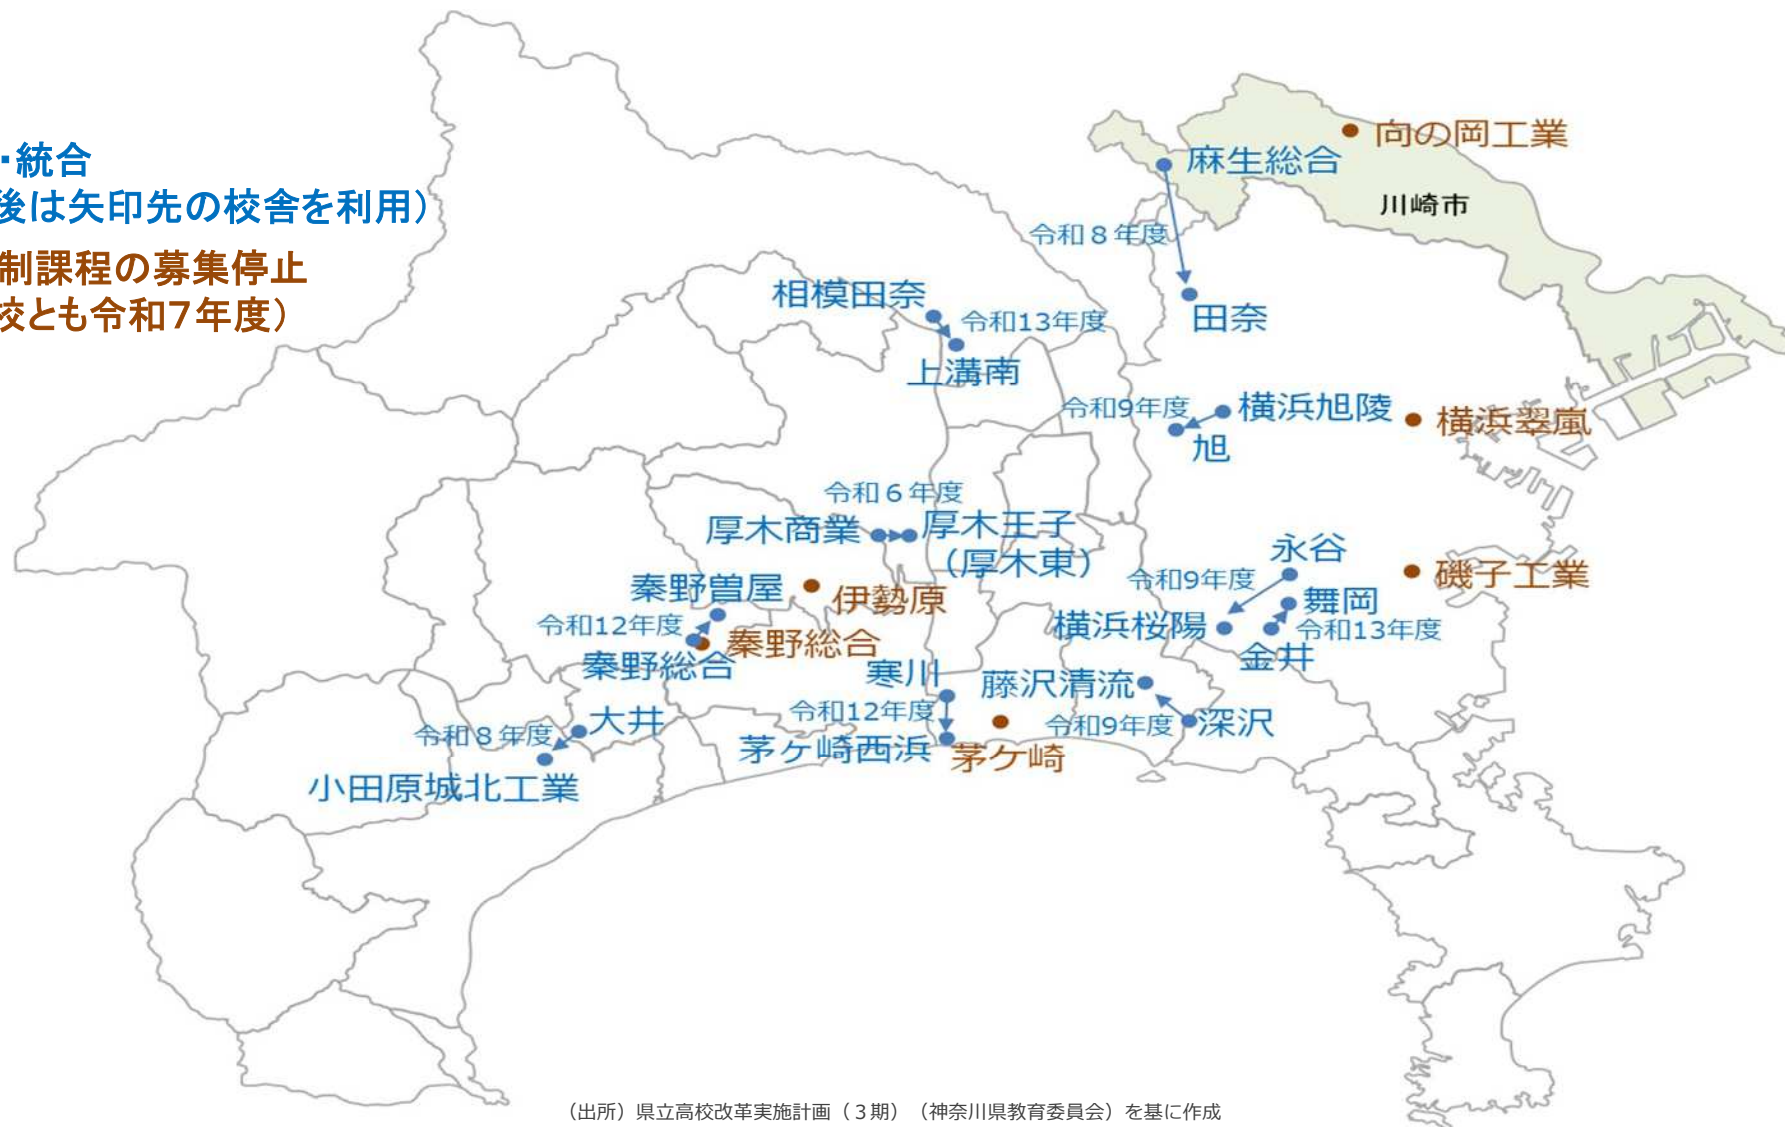 ・統合
後は矢印先の校舎を利用）
制課程の募集停止
校とも令和７年度）
向の岡工業
麻生総合
川崎市
令和８年度
田奈
相模田奈
令和13年度
上溝南
令和9年度
横浜旭陵
旭
横浜翠嵐
令和６年度
厚木商業
厚木王子
（厚木東）
永谷
令和9年度
磯子工業
舞岡
横浜桜陽
令和13年度
金井
秦野曽屋
伊勢原
令和12年度
秦野総合
秦野総合
寒川
藤沢清流
令和12年度
令和9年度
深沢
茅ヶ崎西浜
茅ケ崎
大井
令和８年度
小田原城北工業
（出所）県立高校改革実施計画（３期）（神奈川県教育委員会）を基に作成